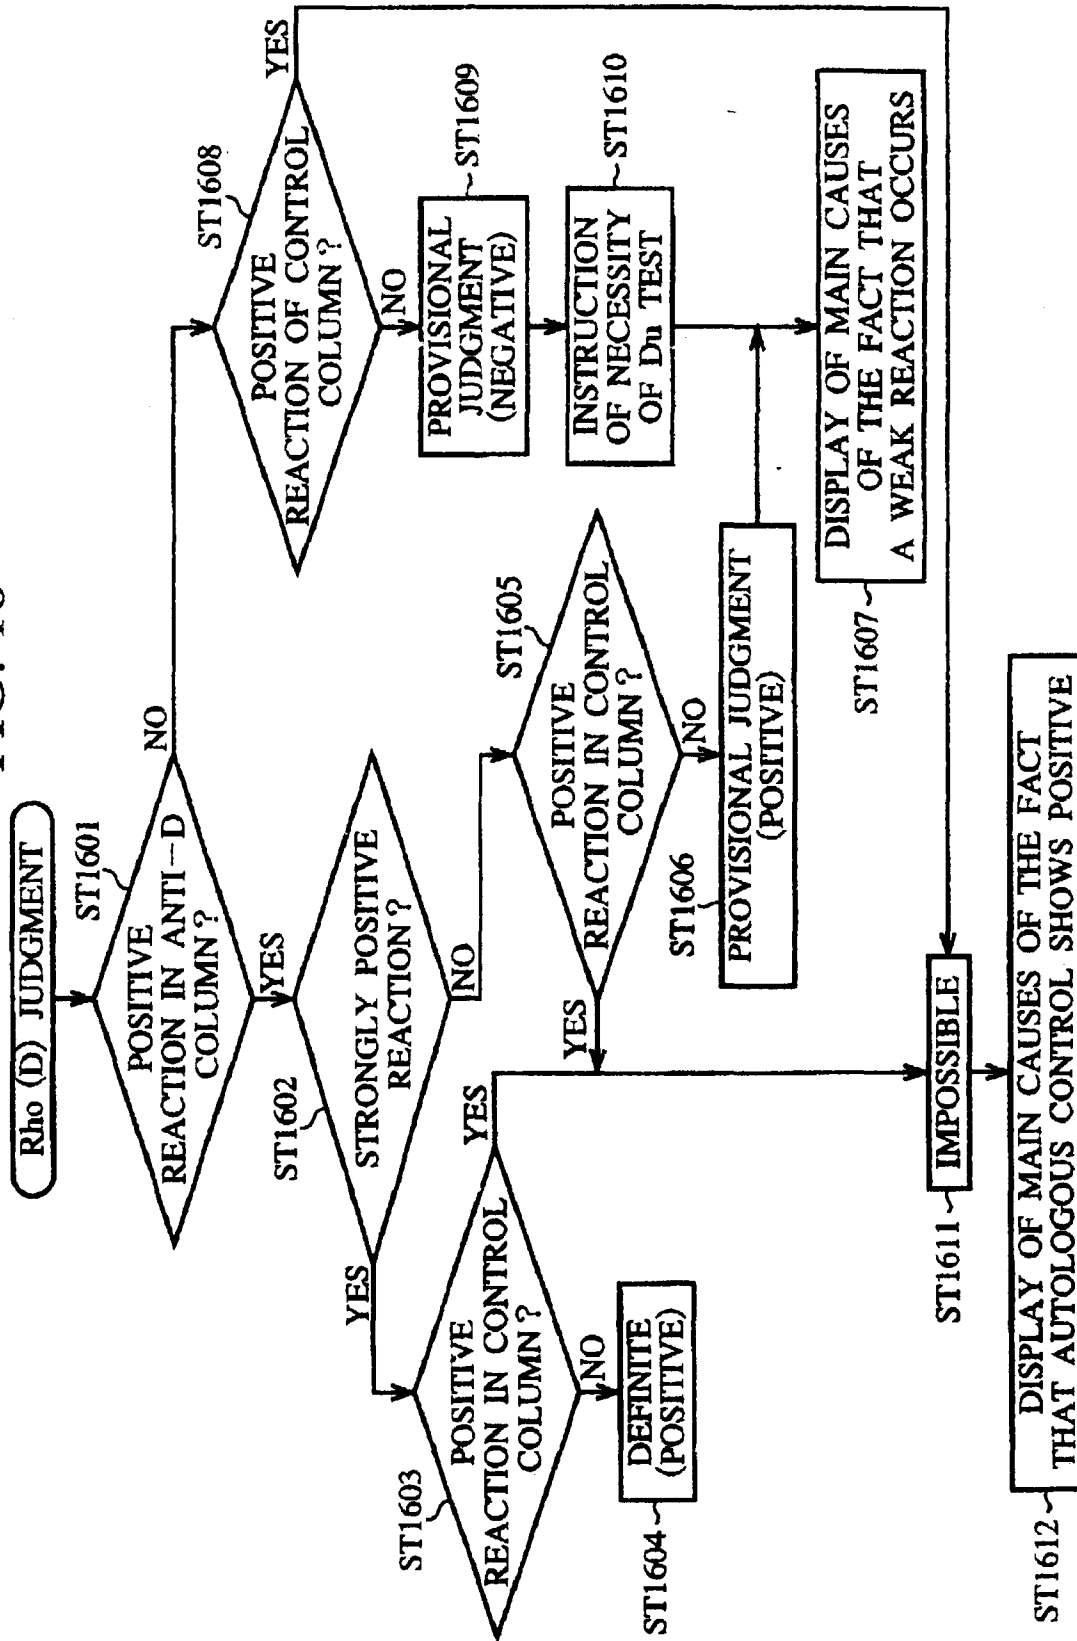 Rho (D) JUDGMENT
ST1601
POSITIVE
REACTION IN ANTI-D
COLUMN?
NO
YES
ST1602
STRONGLY POSITIVE
REACTION?
YES
NO
ST1603
POSITIVE
REACTION IN CONTROL
COLUMN?
YES
NO
ST1604
DEFINITE
(POSITIVE)
ST1605
POSITIVE
REACTION IN CONTROL
COLUMN?
YES
NO
ST1606
PROVISIONAL JUDGMENT
(POSITIVE)
ST1608
POSITIVE
REACTION OF CONTROL
COLUMN?
YES
NO
ST1609
PROVISIONAL
JUDGMENT
(NEGATIVE)
ST1610
INSTRUCTION
OF NECESSITY
OF Du TEST
ST1607
DISPLAY OF MAIN CAUSES
OF THE FACT THAT
A WEAK REACTION OCCURS
ST1611
IMPOSSIBLE
ST1612
DISPLAY OF MAIN CAUSES OF THE FACT
THAT AUTOLOGOUS CONTROL SHOWS POSITIVE